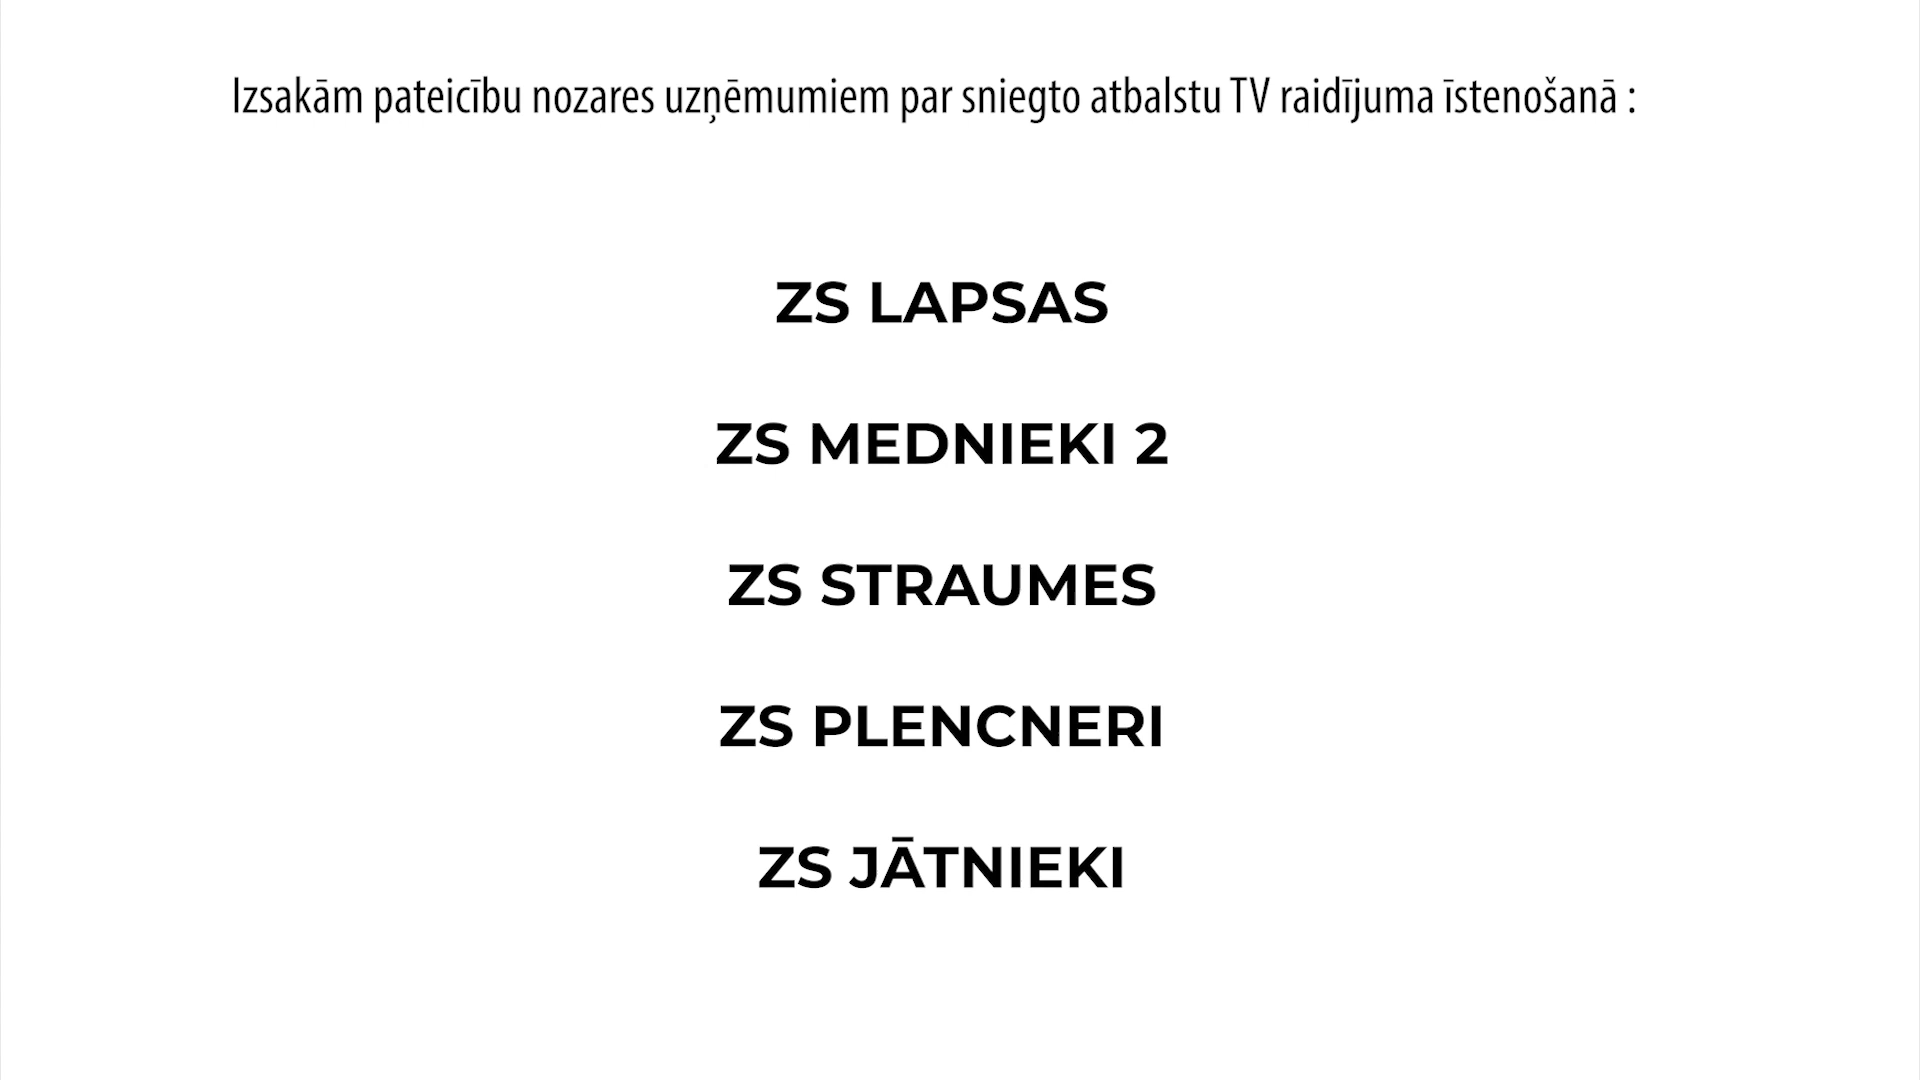 Izsakām pateicību nozares uzņēmumiem par sniegto atbalstu TV raidījuma īstenošanā :
ZS LAPSAS
ZS MEDNIEKI 2
ZS STRAUMES
ZS PLENCNERI
ZS JĀTNIEKI